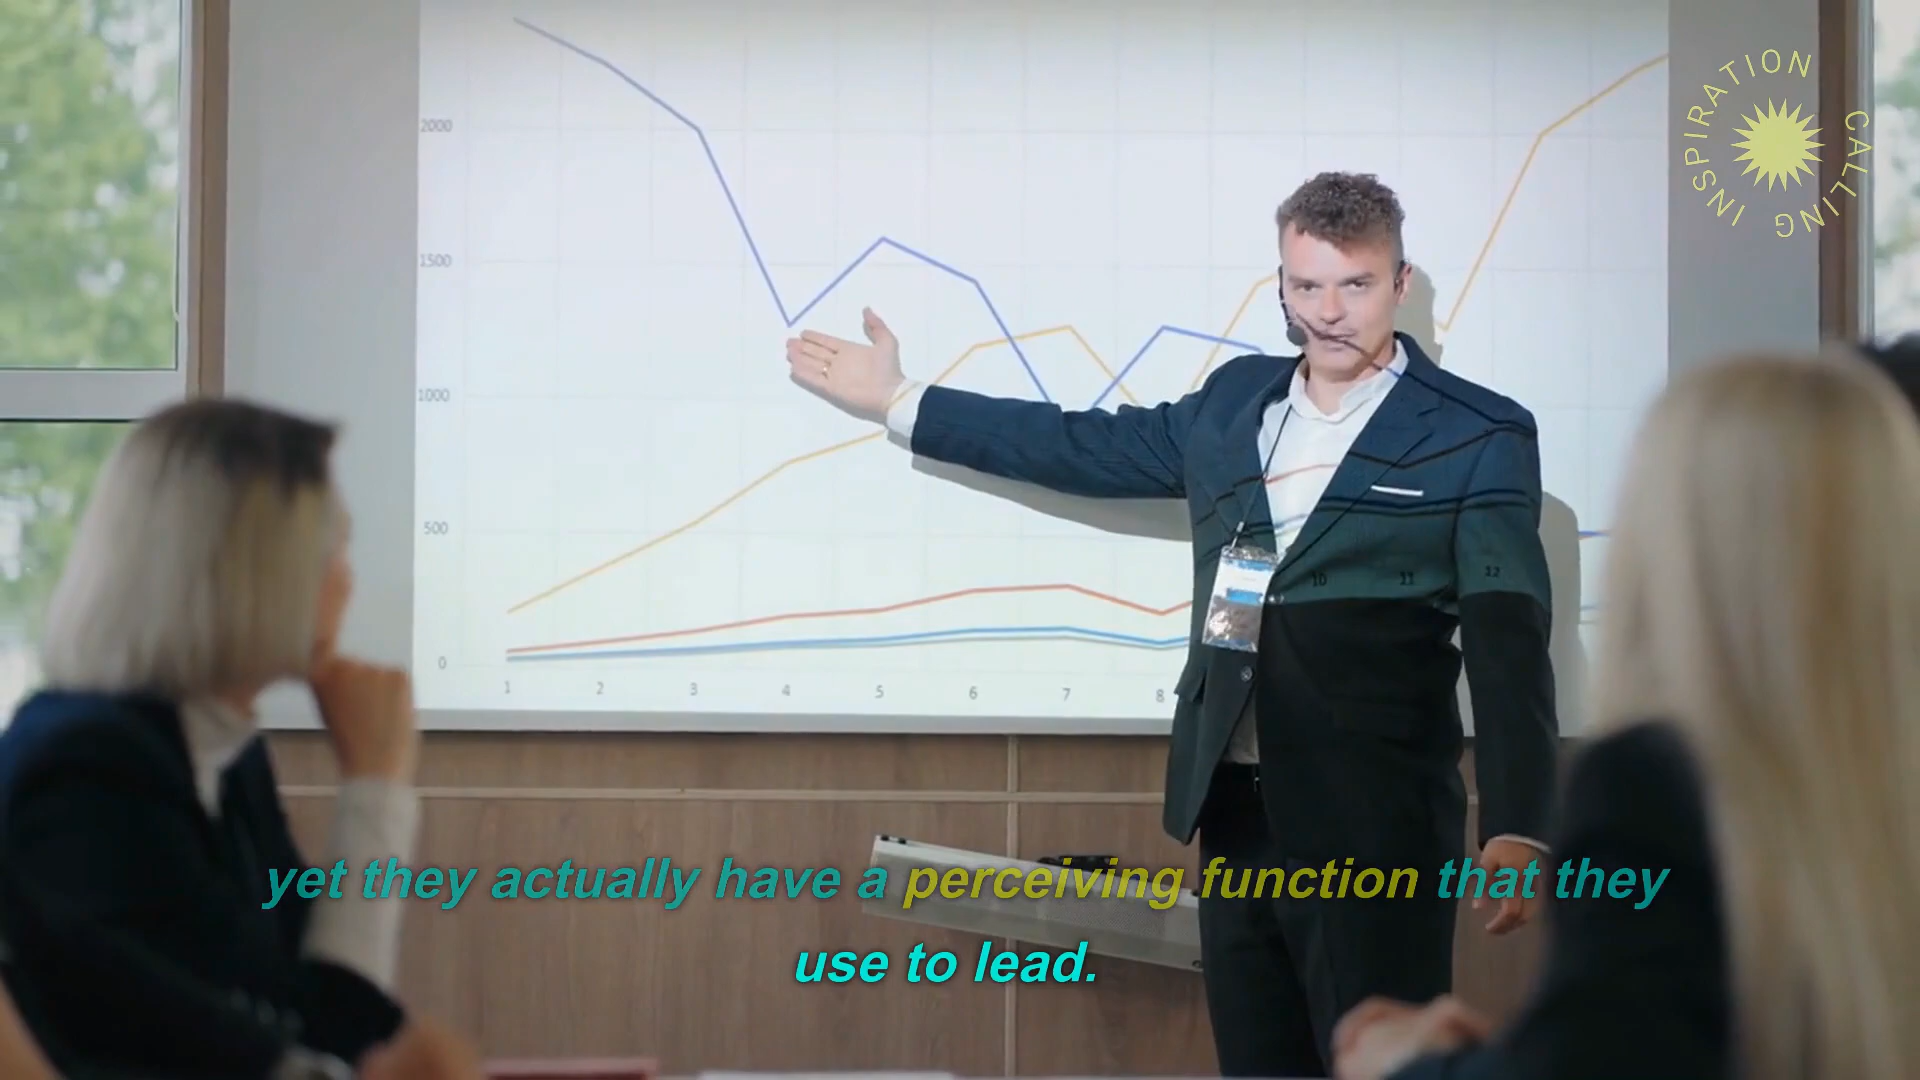 INSPIRATION CALLING
2000
1500
1000
500
0
1 2 3 4 5 6 7 8
10 11 12
yet they actually have a perceiving function that they
use to lead.